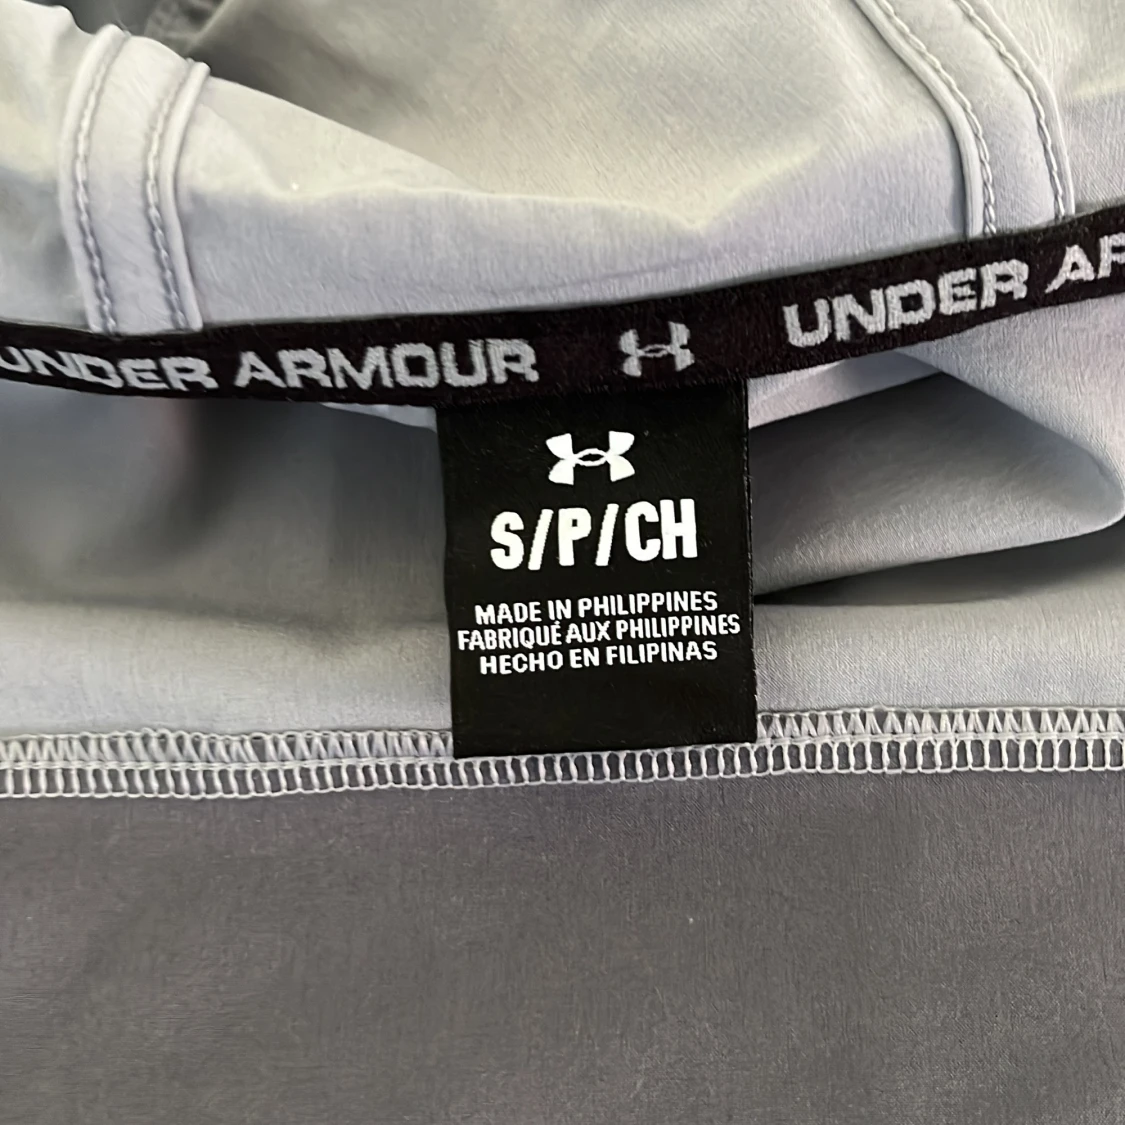 UNDER ARMOUR UNDER AR
S/P/CH
MADE IN PHILIPPINES
FABRIQUÉ AUX PHILIPPINES
HECHO EN FILIPINAS